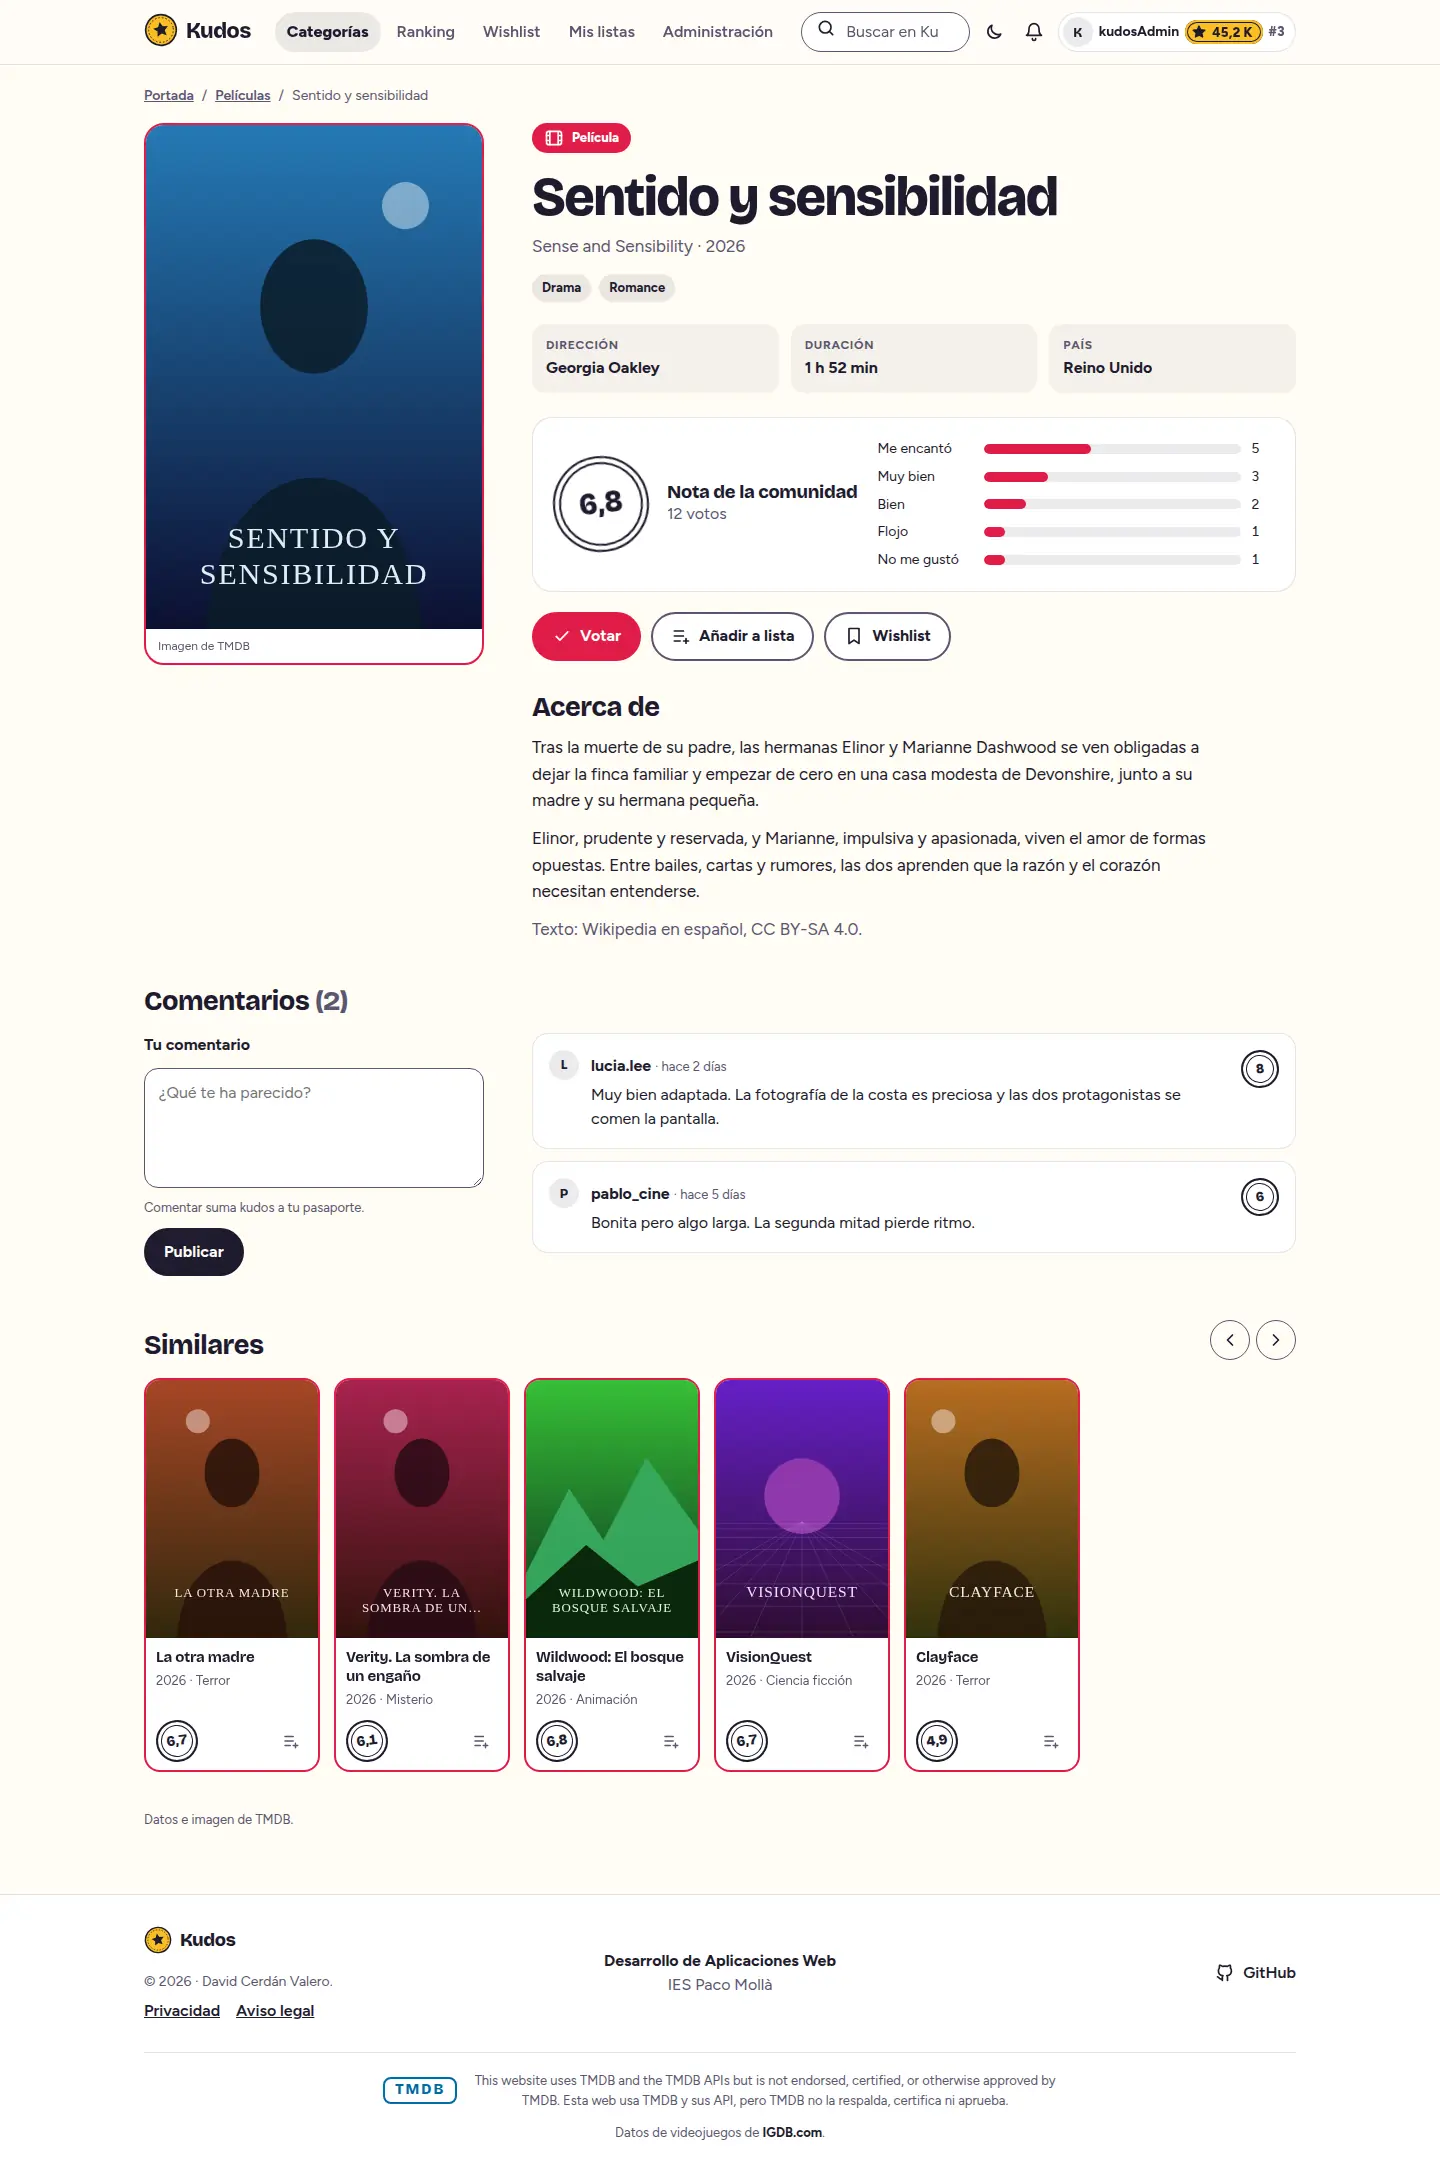 Kudos
Categorías
Ranking
Wishlist
Mis listas
Administración
Buscar en Ku
K
kudosAdmin
45,2 K
#3
Portada / Películas / Sentido y sensibilidad
SENTIDO Y
SENSIBILIDAD
Imagen de TMDB
Película
Sentido y sensibilidad
Sense and Sensibility · 2026
Drama
Romance
DIRECCIÓN
Georgia Oakley
DURACIÓN
1 h 52 min
PAÍS
Reino Unido
6,8
Nota de la comunidad
12 votos
Me encantó 5
Muy bien 3
Bien 2
Flojo 1
No me gustó 1
Votar
Añadir a lista
Wishlist
Acerca de
Tras la muerte de su padre, las hermanas Elinor y Marianne Dashwood se ven obligadas a
dejar la finca familiar y empezar de cero en una casa modesta de Devonshire, junto a su
madre y su hermana pequeña.
Elinor, prudente y reservada, y Marianne, impulsiva y apasionada, viven el amor de formas
opuestas. Entre bailes, cartas y rumores, las dos aprenden que la razón y el corazón
necesitan entenderse.
Texto: Wikipedia en español, CC BY-SA 4.0.
Comentarios (2)
Tu comentario
¿Qué te ha parecido?
Comentar suma kudos a tu pasaporte.
Publicar
L
lucia.lee · hace 2 días
8
Muy bien adaptada. La fotografía de la costa es preciosa y las dos protagonistas se
comen la pantalla.
P
pablo_cine · hace 5 días
6
Bonita pero algo larga. La segunda mitad pierde ritmo.
Similares
LA OTRA MADRE
La otra madre
2026 · Terror
6,7
VERITY. LA
SOMBRA DE UN...
Verity. La sombra de
un engaño
2026 · Misterio
6,1
WILDWOOD: EL
BOSQUE SALVAJE
Wildwood: El bosque
salvaje
2026 · Animación
6,8
VISIONQUEST
VisionQuest
2026 · Ciencia ficción
6,7
CLAYFACE
Clayface
2026 · Terror
4,9
Datos e imagen de TMDB.
Kudos
© 2026 · David Cerdán Valero.
Privacidad
Aviso legal
Desarrollo de Aplicaciones Web
IES Paco Mollà
GitHub
TMDB
This website uses TMDB and the TMDB APIs but is not endorsed, certified, or otherwise approved by
TMDB. Esta web usa TMDB y sus API, pero TMDB no la respalda, certifica ni aprueba.
Datos de videojuegos de IGDB.com.